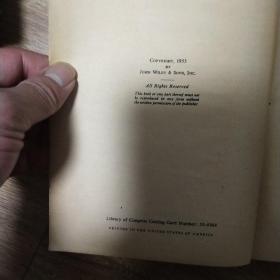 COPYRIGHT, 1953
BY
JOHN WILEY & SONS, INC.
All Rights Reserved
This book or any part thereof must not
be reproduced in any form without
the written permission of the publisher.
Library of Congress Catalog Card Number:
PRINTED IN THE UNITED STATES OF AMERICA